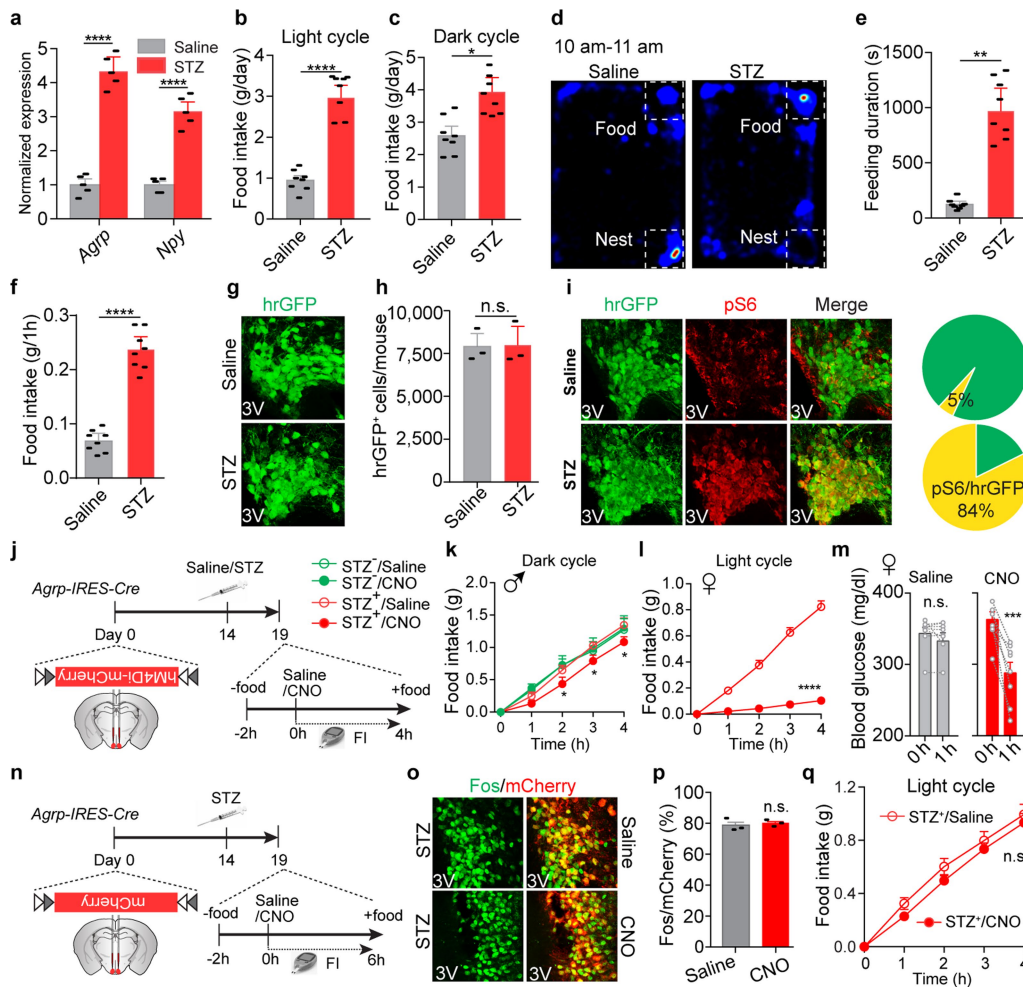 a
****
****
Saline
STZ
Normalized expression
5
4
3
2
1
0
Agrp
Npy
b
Light cycle
****
Food intake (g/day)
4
3
2
1
0
Saline
STZ
c
Dark cycle
*
Food intake (g/day)
6
5
4
3
2
1
0
Saline
STZ
d
10 am-11 am
Saline
STZ
Food
Food
Nest
Nest
e
**
Feeding duration (s)
1500
1000
500
0
Saline
STZ
f
****
Food intake (g/1h)
0.3
0.2
0.1
0.0
Saline
STZ
g
hrGFP
Saline
3V
STZ
3V
h
n.s.
hrGFP⁺ cells/mouse
10,000
7,500
5,000
2,500
0
Saline
STZ
i
hrGFP
pS6
Merge
Saline
3V
3V
3V
STZ
3V
3V
3V
5%
pS6/hrGFP
84%
j
Saline/STZ
Agrp-IRES-Cre
Day 0
14
19
hM4Di-mCherry
-food
Saline
/CNO
+food
-2h
0h
FI
4h
STZ⁻/Saline
STZ⁻/CNO
STZ⁺/Saline
STZ⁺/CNO
k
♂
Dark cycle
Food intake (g)
2.0
1.5
1.0
0.5
0.0
*
*
*
0
1
2
3
4
Time (h)
l
♀
Light cycle
Food intake (g)
1.0
0.8
0.6
0.4
0.2
0.0
****
0
1
2
3
4
Time (h)
m
♀
Saline
CNO
n.s.
***
Blood glucose (mg/dl)
400
300
200
0h
1h
0h
1h
n
STZ
Agrp-IRES-Cre
Day 0
14
19
mCherry
-food
Saline
/CNO
+food
-2h
0h
FI
6h
o
Fos/mCherry
STZ
3V
Saline
STZ
3V
CNO
p
n.s.
Fos/mCherry (%)
100
80
60
40
20
0
Saline
CNO
q
Light cycle
Food intake (g)
1.2
0.9
0.6
0.3
0.0
STZ⁺/Saline
n.s
STZ⁺/CNO
0
1
2
3
4
Time (h)